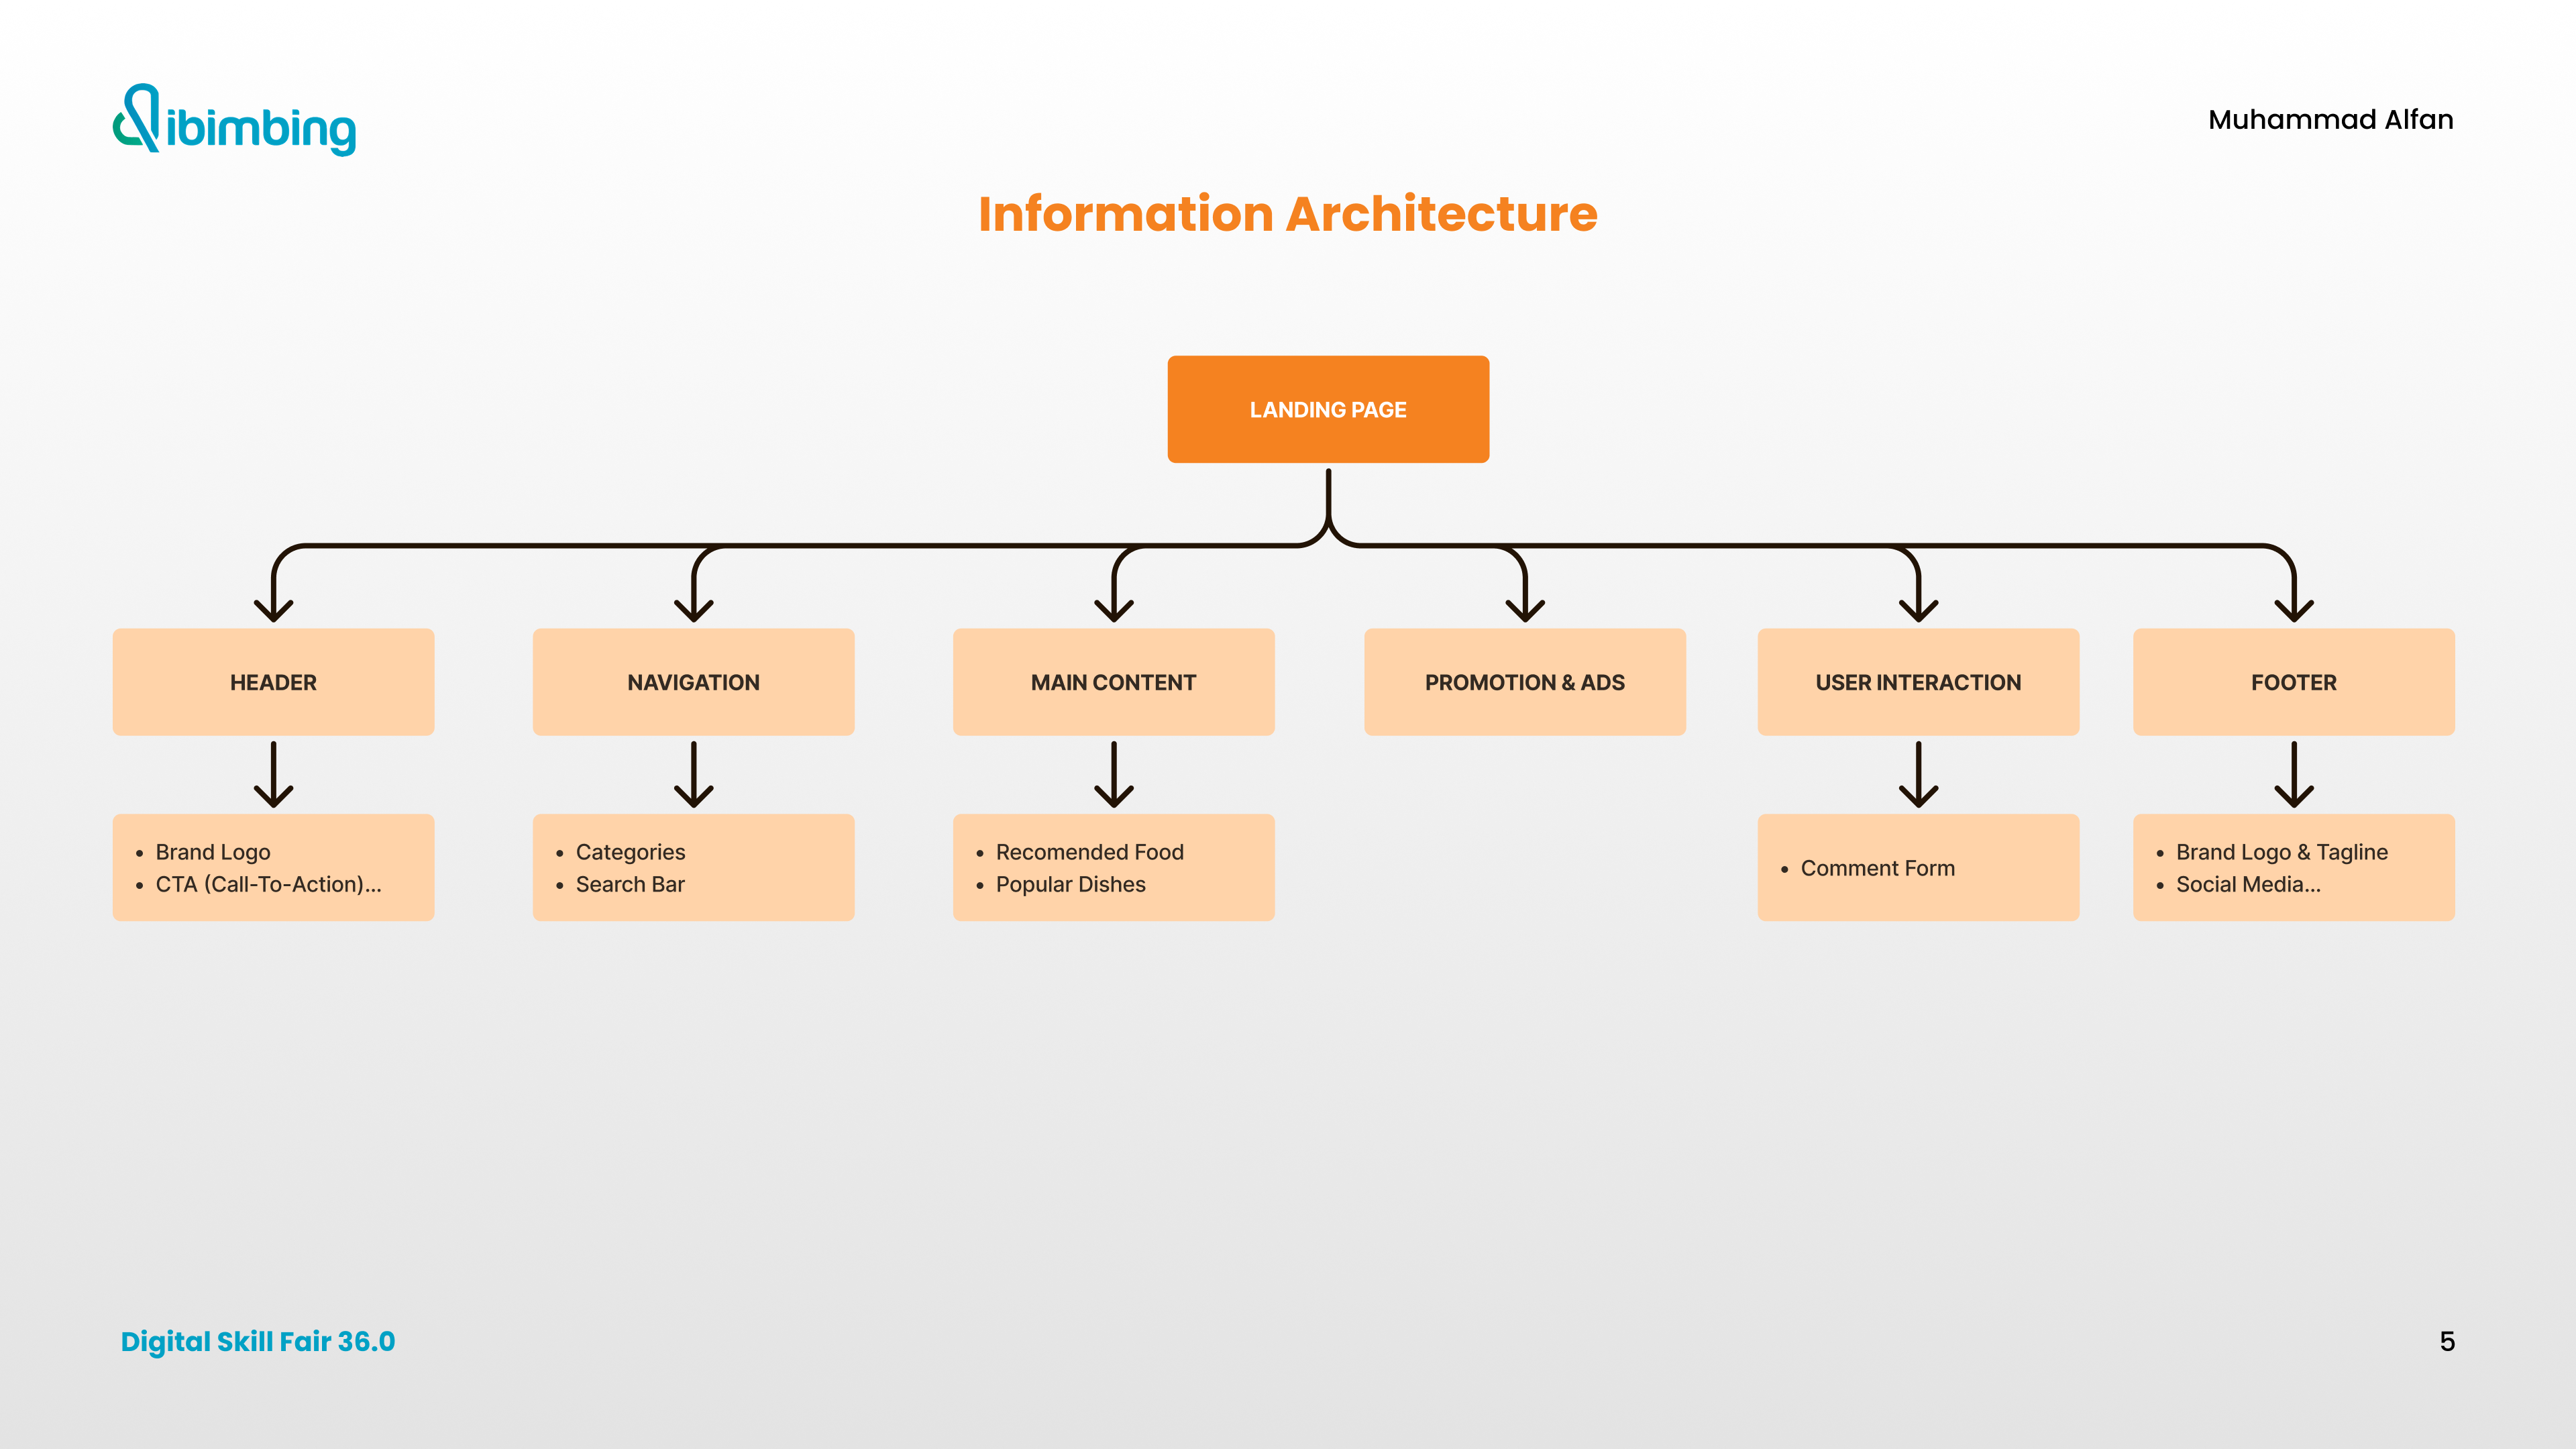 dibimbing
Muhammad Alfan
Information Architecture
LANDING PAGE
HEADER
NAVIGATION
MAIN CONTENT
PROMOTION & ADS
USER INTERACTION
FOOTER
• Brand Logo
• CTA (Call-To-Action)...
• Categories
• Search Bar
• Recomended Food
• Popular Dishes
• Comment Form
• Brand Logo & Tagline
• Social Media...
Digital Skill Fair 36.0
5